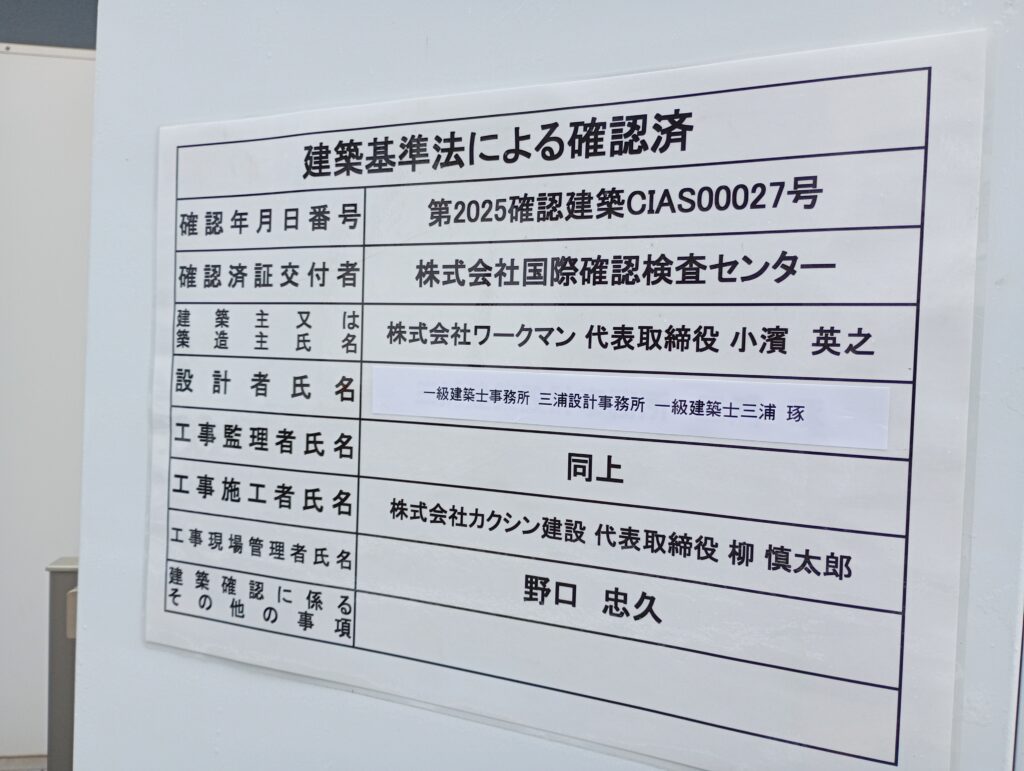 建築基準法による確認済
確認年月日番号 第2025確認建築CIAS00027号
確認済証交付者 株式会社国際確認検査センター
建築主又は
築造主氏名 株式会社ワークマン 代表取締役 小濱 英之
設計者氏名 一級建築士事務所 三浦設計事務所 一級建築士三浦 琢
工事監理者氏名 同上
工事施工者氏名 株式会社カクシン建設 代表取締役 柳 慎太郎
工事現場管理者氏名 野口 忠久
建築確認に係る
その他の事項